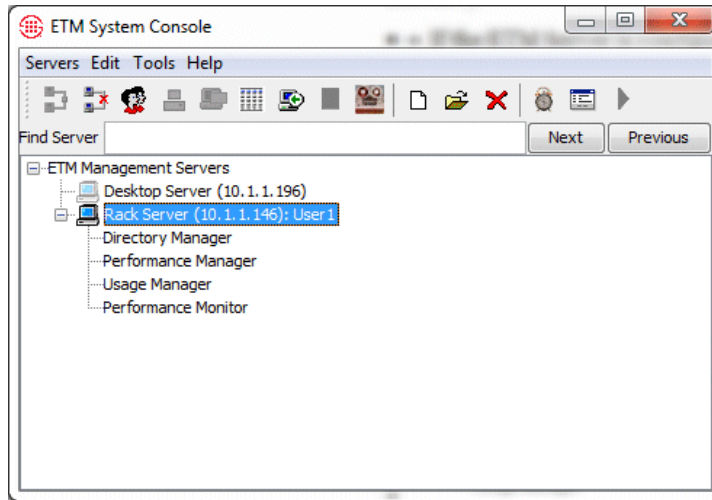 ETM System Console
Servers Edit Tools Help
Find Server
Next
Previous
ETM Management Servers
Desktop Server (10.1.1.196)
Rack Server (10.1.1.146): User1
Directory Manager
Performance Manager
Usage Manager
Performance Monitor